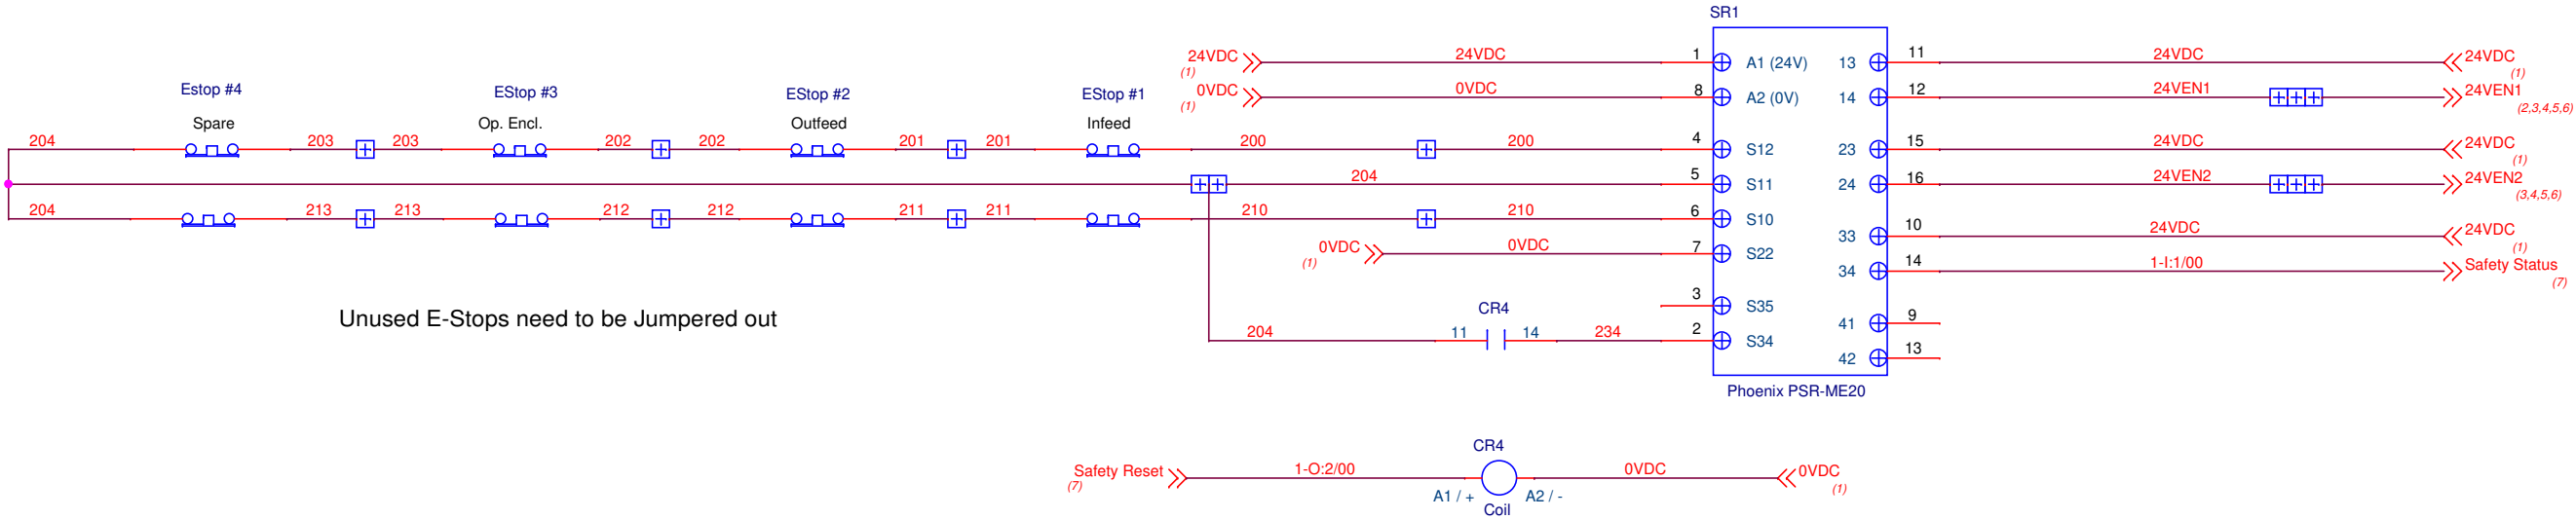 SR1
24VDC
(1)
24VDC
1
A1 (24V)
13
11
24VDC
24VDC
(1)
0VDC
(1)
0VDC
8
A2 (0V)
14
12
24VEN1
24VEN1
(2,3,4,5,6)
Estop #4
EStop #3
EStop #2
EStop #1
Spare
Op. Encl.
Outfeed
Infeed
204
203
203
202
202
201
201
200
200
4
S12
23
15
24VDC
24VDC
(1)
204
5
S11
24
16
24VEN2
24VEN2
(3,4,5,6)
204
213
213
212
212
211
211
210
210
6
S10
33
10
24VDC
24VDC
(1)
0VDC
(1)
0VDC
7
S22
34
14
1-I:1/00
Safety Status
(7)
3
S35
Unused E-Stops need to be Jumpered out
CR4
204
11
14
234
2
S34
41
9
42
13
Phoenix PSR-ME20
CR4
Safety Reset
(7)
1-O:2/00
0VDC
0VDC
(1)
A1 / +
A2 / -
Coil